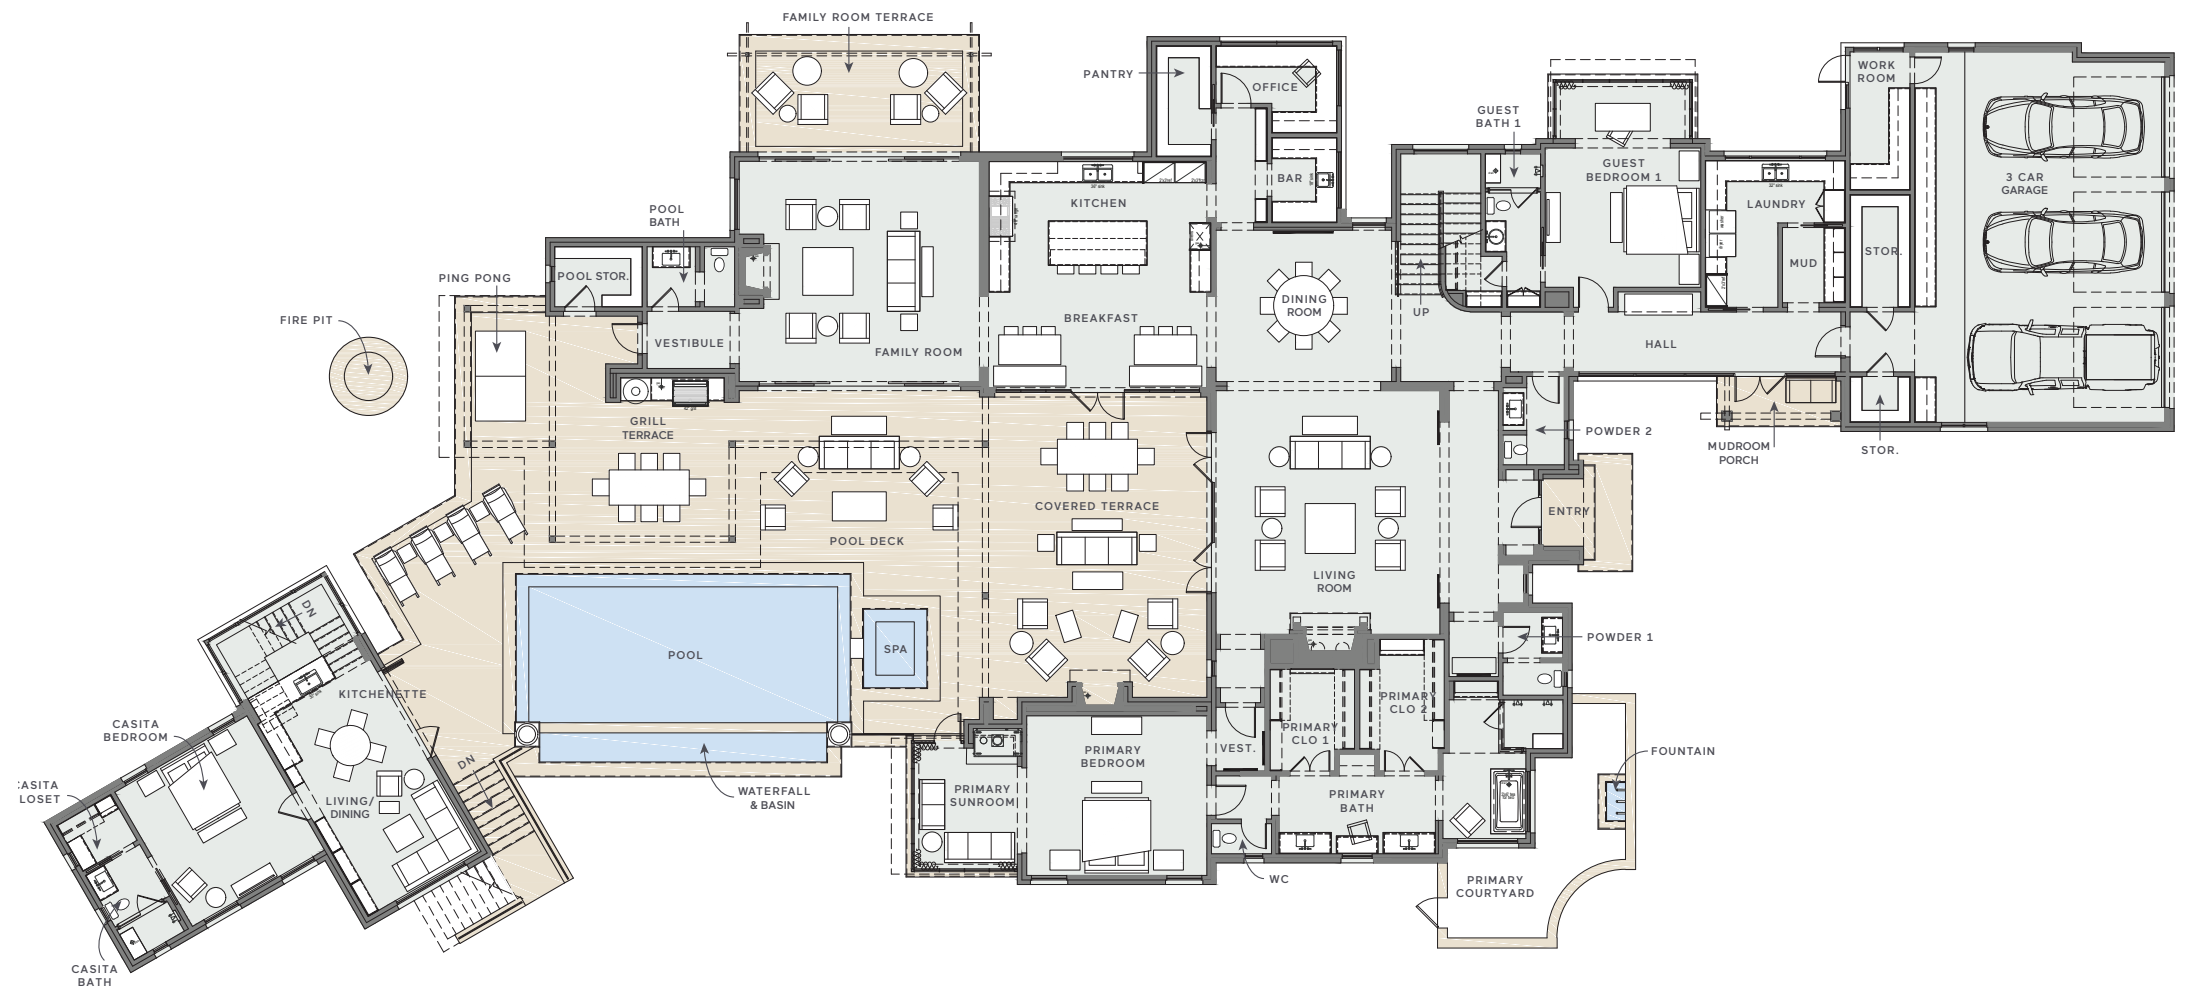 FAMILY ROOM TERRACE
PANTRY
OFFICE
WORK
ROOM
GUEST
BATH 1
GUEST
BEDROOM 1
3 CAR
GARAGE
BAR
KITCHEN
LAUNDRY
POOL
BATH
STOR.
MUD
PING PONG
POOL STOR.
DINING
ROOM
UP
FIRE PIT
BREAKFAST
VESTIBULE
FAMILY ROOM
HALL
GRILL
TERRACE
POWDER 2
MUDROOM
PORCH
STOR.
COVERED TERRACE
ENTRY
POOL DECK
LIVING
ROOM
DN
POOL
SPA
POWDER 1
KITCHENETTE
PRIMARY
CLO 2
CASITA
BEDROOM
PRIMARY
CLO 1
VEST.
PRIMARY
BEDROOM
FOUNTAIN
DN
CASITA
LOSET
LIVING/
DINING
WATERFALL
& BASIN
PRIMARY
SUNROOM
PRIMARY
BATH
WC
PRIMARY
COURTYARD
CASITA
BATH